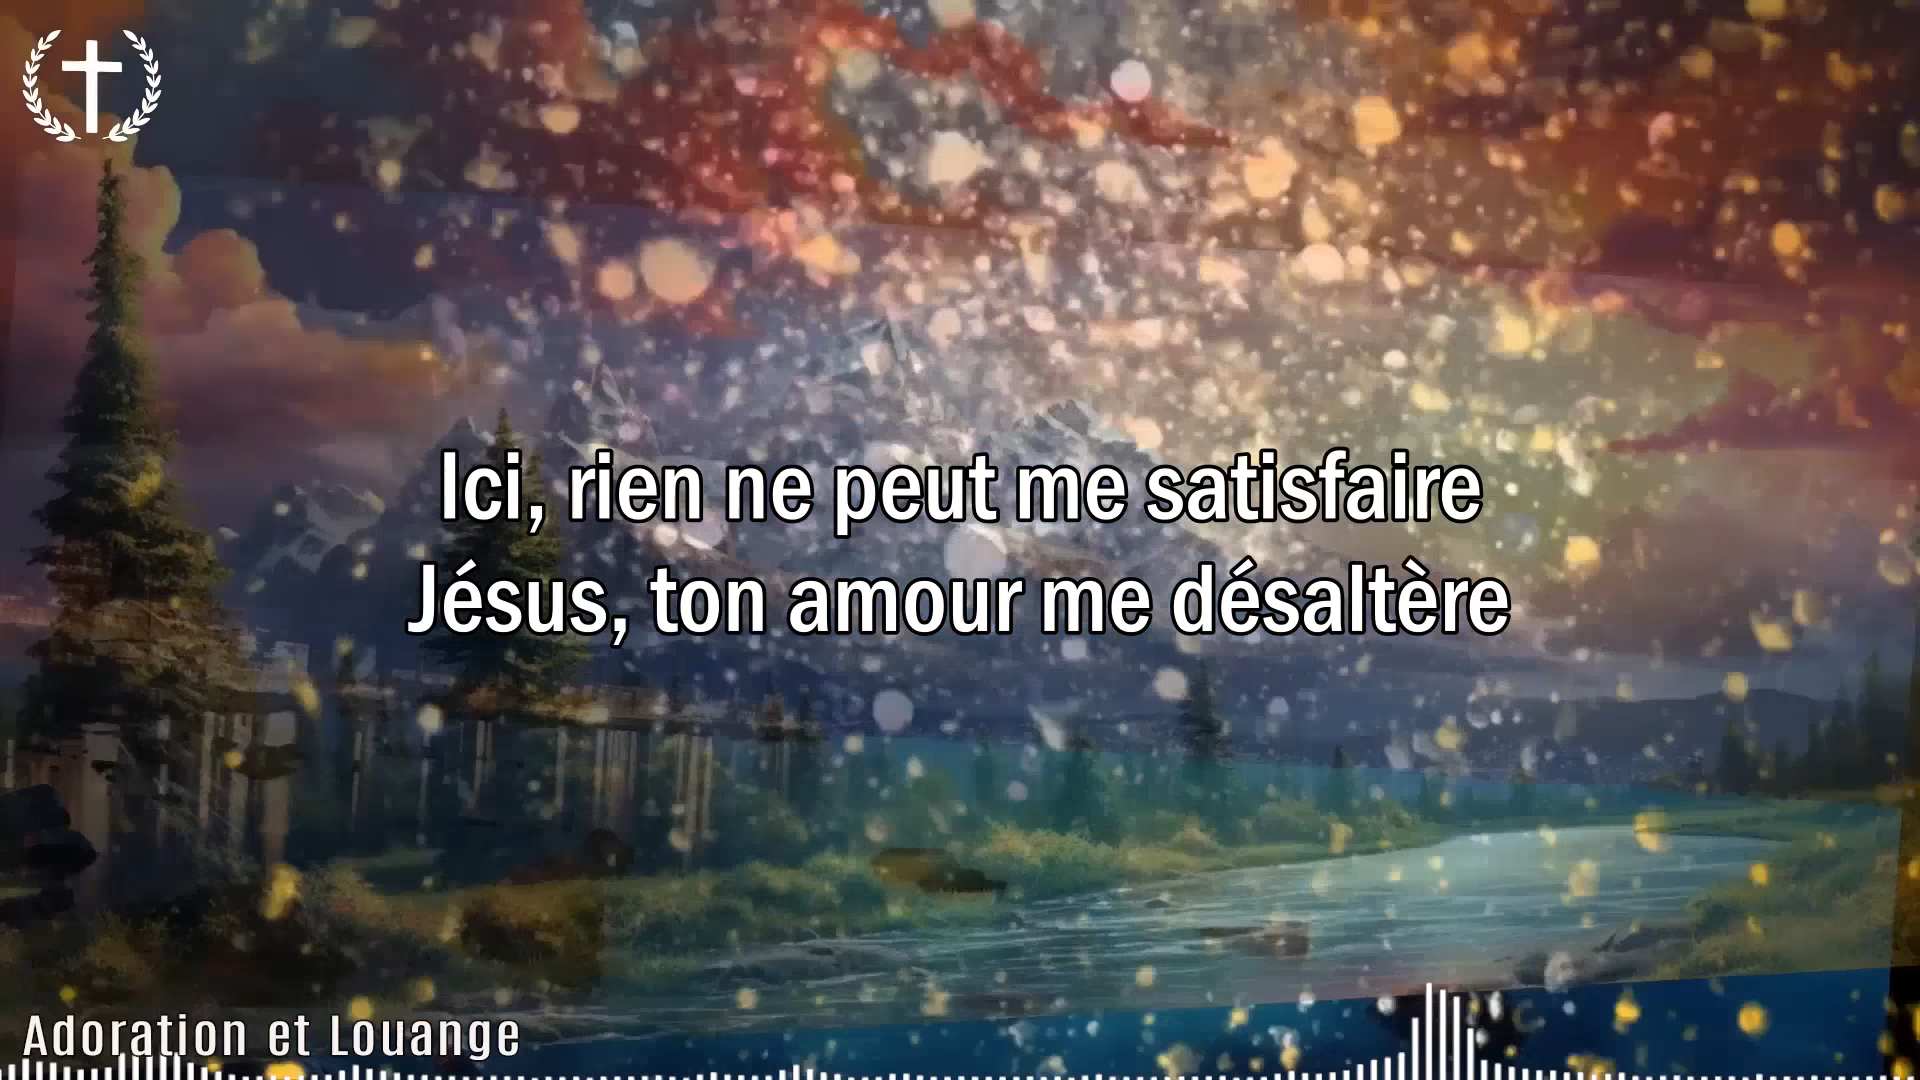 Ici, rien ne peut me satisfaire
Jésus, ton amour me désaltère
Adoration et Louange